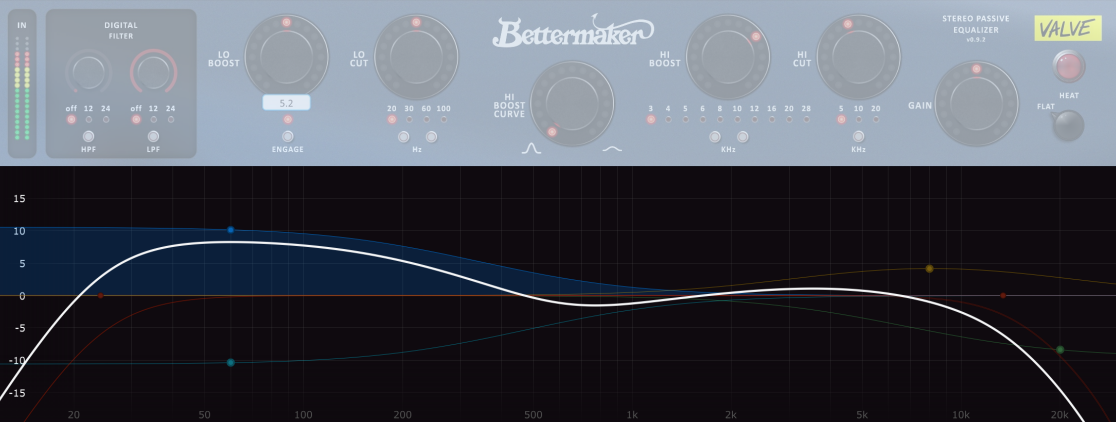 IN
DIGITAL
FILTER
off 12 24
off 12 24
HPF
LPF
LO
BOOST
5.2
ENGAGE
LO
CUT
20 30 60 100
Hz
Bettermaker
HI
BOOST
CURVE
HI
BOOST
3 4 5 6 8 10 12 16 20 28
KHz
HI
CUT
5 10 20
KHz
STEREO PASSIVE
EQUALIZER
v0.9.2
GAIN
VALVE
HEAT
FLAT
15
10
5
0
-5
-10
-15
20 50 100 200 500 1k 2k 5k 10k 20k